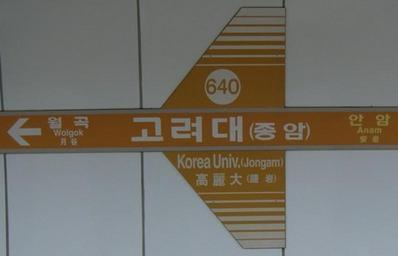 640
월곡
Wolgok
月谷
고려대(종암)
Korea Univ.(Jongam)
高麗大(鍾岩)
안암
Anam
安岩